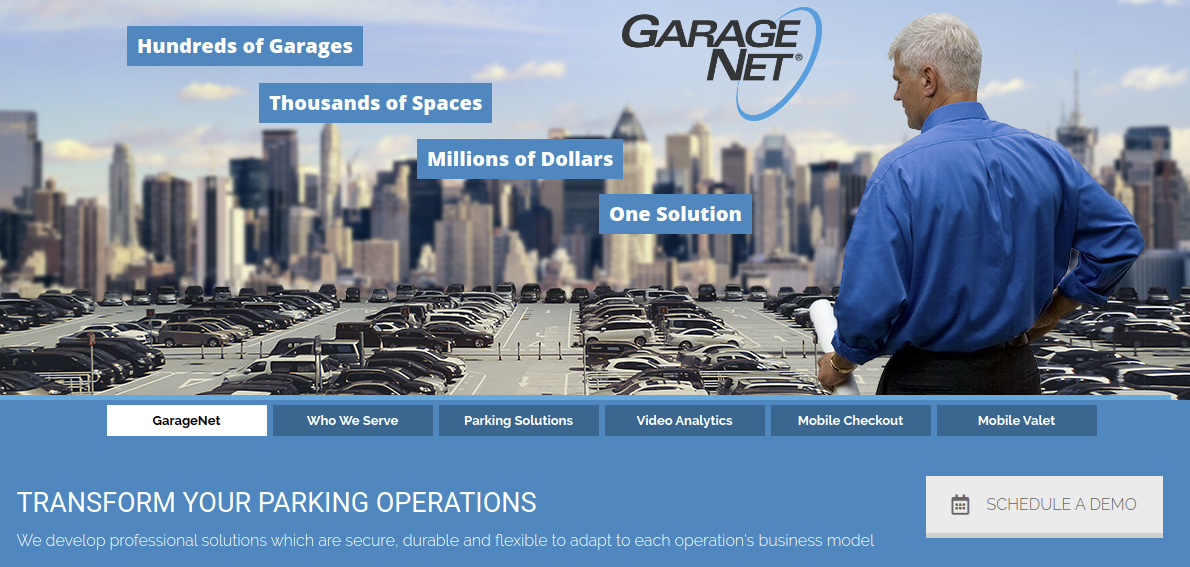 Hundreds of Garages
Thousands of Spaces
Millions of Dollars
One Solution
GARAGE
NET®
GarageNet
Who We Serve
Parking Solutions
Video Analytics
Mobile Checkout
Mobile Valet
TRANSFORM YOUR PARKING OPERATIONS
We develop professional solutions which are secure, durable and flexible to adapt to each operation's business model
SCHEDULE A DEMO